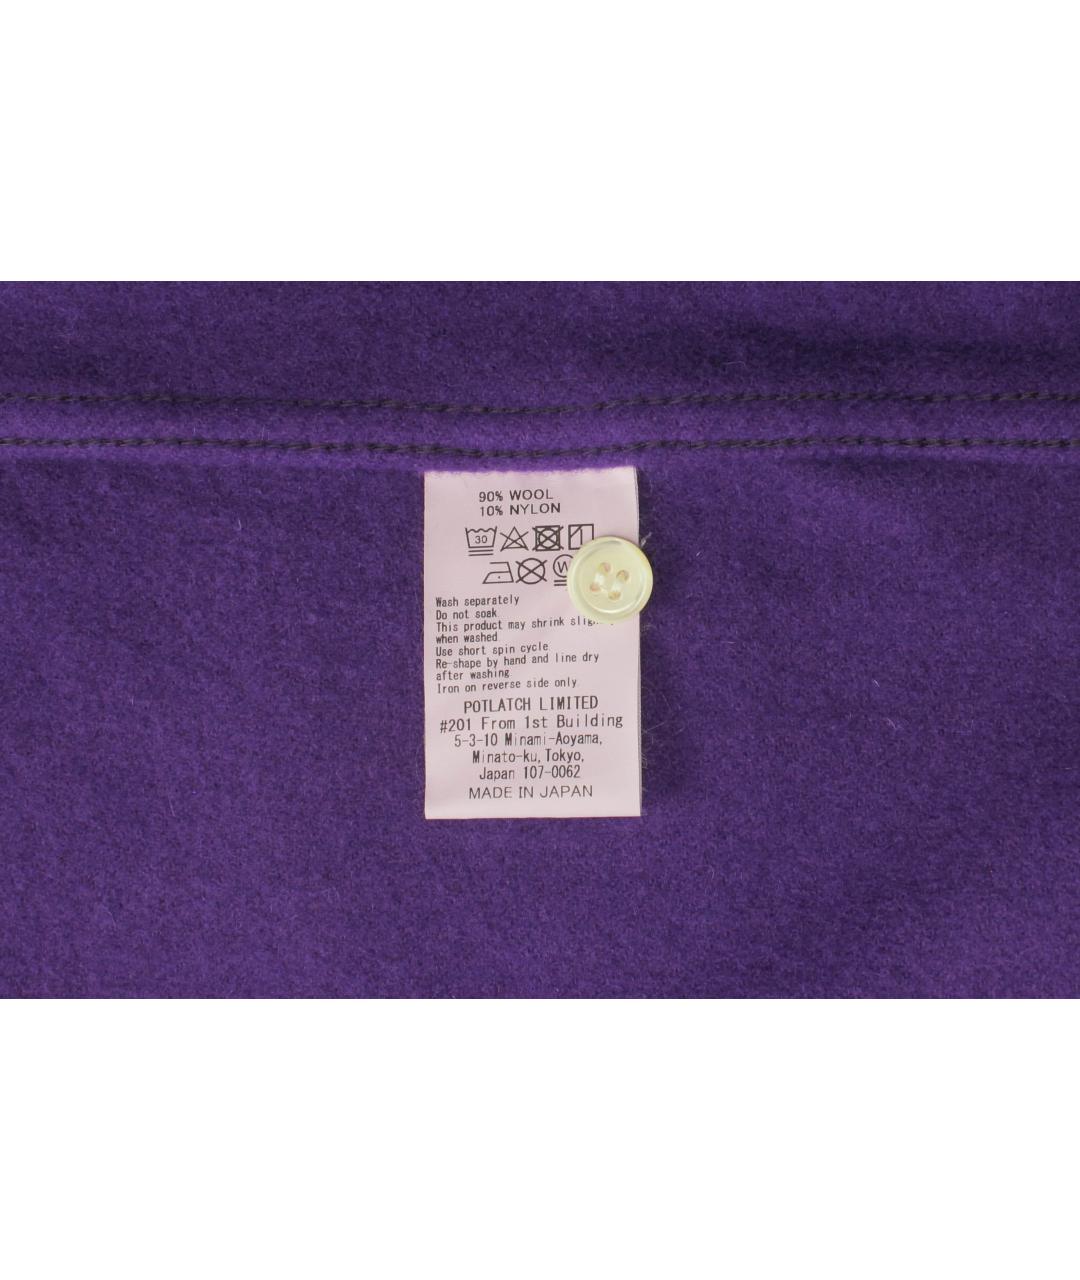 90% WOOL
10% NYLON
30
W
Wash separately
Do not soak
This product may shrink
when washed
Use short spin cycle
Re-shape by hand and line dry
after washing
Iron on reverse side only
POTLATCH LIMITED
#201 From 1st Building
5-3-10 Minami-Aoyama,
Minato-ku, Tokyo,
Japan 107-0062
MADE IN JAPAN